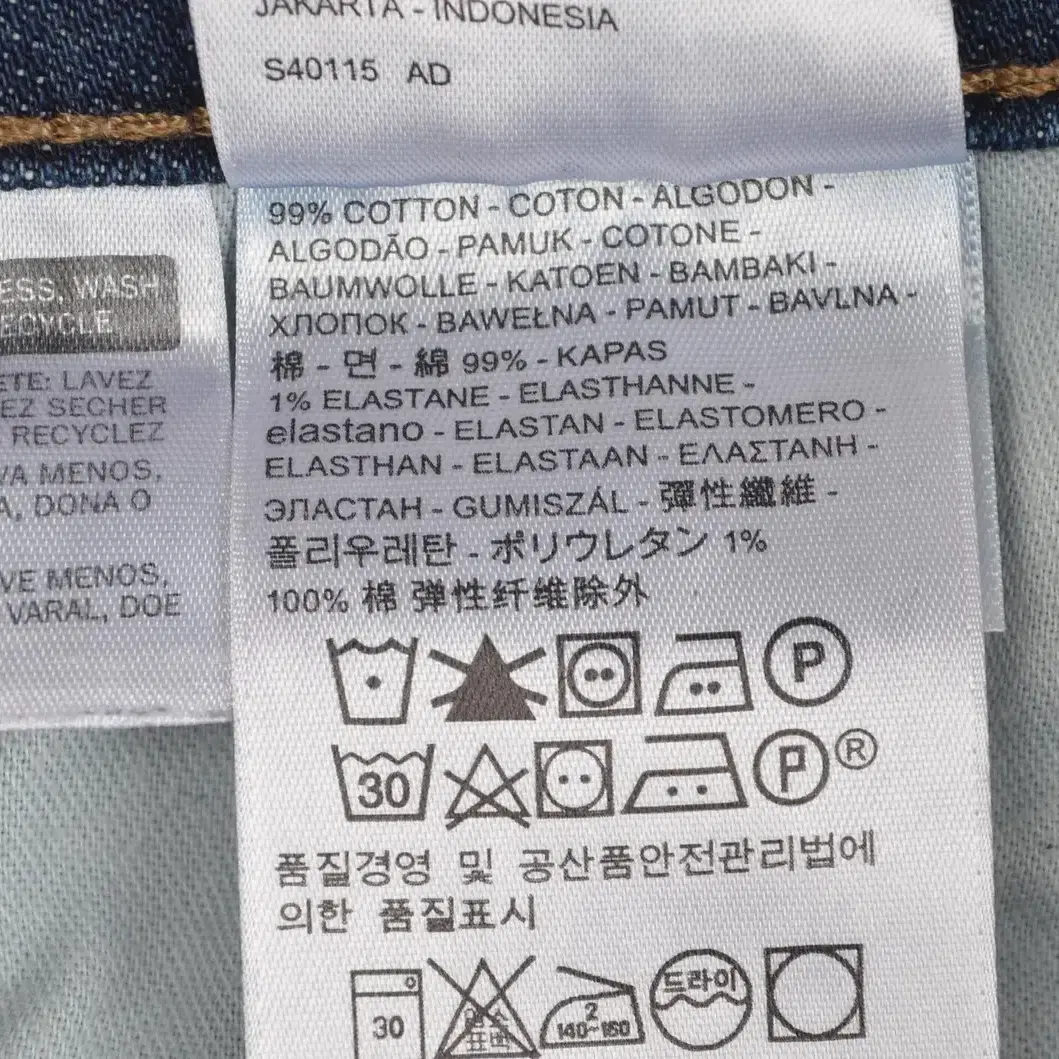 JAKARTA - INDONESIA
S40115 AD
99% COTTON - COTON - ALGODON -
ALGODÃO - PAMUK - COTONE -
BAUMWOLLE - KATOEN - BAMBAKI -
ХЛОПОК - BAWEŁNA - PAMUT - BAVLNA -
棉 - 면 - 綿 99% - KAPAS
1% ELASTANE - ELASTHANNE -
elastano - ELASTAN - ELASTOMERO -
ELASTHAN - ELASTAAN - ΕΛΑΣΤΑΝΗ -
ЭЛАСТАН - GUMISZÁL - 彈性纖維 -
폴리우레탄 - ポリウレタン 1%
100% 棉 弹性纤维除外
P
30 P ®
품질경영 및 공산품안전관리법에
의한 품질표시
30 2 드라이
140~160
표백
WASH
LAVEZ
SECHER
RECYCLEZ
MENOS,
DONA O
MENOS,
VARAL, DOE